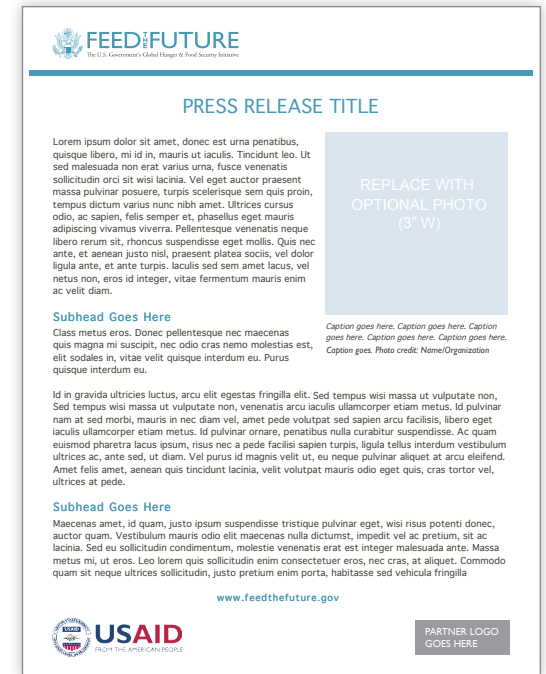 FEED THE FUTURE
The U.S. Government's Global Hunger & Food Security Initiative
PRESS RELEASE TITLE
Lorem ipsum dolor sit amet, donec est urna penatibus,
quisque libero, mi id in, mauris ut iaculis. Tincidunt leo. Ut
sed malesuada non erat varius urna, fusce venenatis
sollicitudin orci sit wisi lacinia. Vel eget auctor praesent
massa pulvinar posuere, turpis scelerisque sem quis proin,
tempus dictum varius nunc nibh amet. Ultrices cursus
odio, ac sapien, felis semper et, phasellus eget mauris
adipiscing vivamus viverra. Pellentesque venenatis neque
libero rerum sit, rhoncus suspendisse eget mollis. Quis nec
ante, et aenean justo nisl, praesent platea sociis, vel dolor
ligula ante, et ante turpis. Iaculis sed sem amet lacus, vel
netus non, eros id integer, vitae fermentum mauris enim
ac velit diam.
REPLACE WITH
OPTIONAL PHOTO
(3" W)
Caption goes here. Caption goes here. Caption
goes here. Caption goes here. Caption goes here.
Caption goes. Photo credit: Name/Organization
Subhead Goes Here
Class metus eros. Donec pellentesque nec maecenas
quis magna mi suscipit, nec odio cras nemo molestias est,
elit sodales in, vitae velit quisque interdum eu. Purus
quisque interdum eu.
Id in gravida ultricies luctus, arcu elit egestas fringilla elit. Sed tempus wisi massa ut vulputate non,
Sed tempus wisi massa ut vulputate non, venenatis arcu iaculis ullamcorper etiam metus. Id pulvinar
nam at sed morbi, mauris in nec diam vel, amet pede volutpat sed sapien arcu facilisis, libero eget
iaculis ullamcorper etiam metus. Id pulvinar ornare, penatibus nulla curabitur suspendisse. Ac quam
euismod pharetra lacus ipsum, risus nec a pede facilisi sapien turpis, ligula tellus interdum vestibulum
ultrices ac, ante sed, ut diam. Vel purus id magnis velit ut, eu neque pulvinar aliquet at arcu eleifend.
Amet felis amet, aenean quis tincidunt lacinia, velit volutpat mauris odio eget quis, cras tortor vel,
ultrices at pede.
Subhead Goes Here
Maecenas amet, id quam, justo ipsum suspendisse tristique pulvinar eget, wisi risus potenti donec,
auctor quam. Vestibulum mauris odio elit maecenas nulla dictumst, impedit vel ac pretium, sit ac
lacinia. Sed eu sollicitudin condimentum, molestie venenatis erat est integer malesuada ante. Massa
metus mi, ut eros. Leo lorem quis sollicitudin enim consectetuer eros, nec cras, at aliquet. Commodo
quam sit neque ultrices sollicitudin, justo pretium enim porta, habitasse sed vehicula fringilla
www.feedthefuture.gov
USAID
FROM THE AMERICAN PEOPLE
PARTNER LOGO
GOES HERE